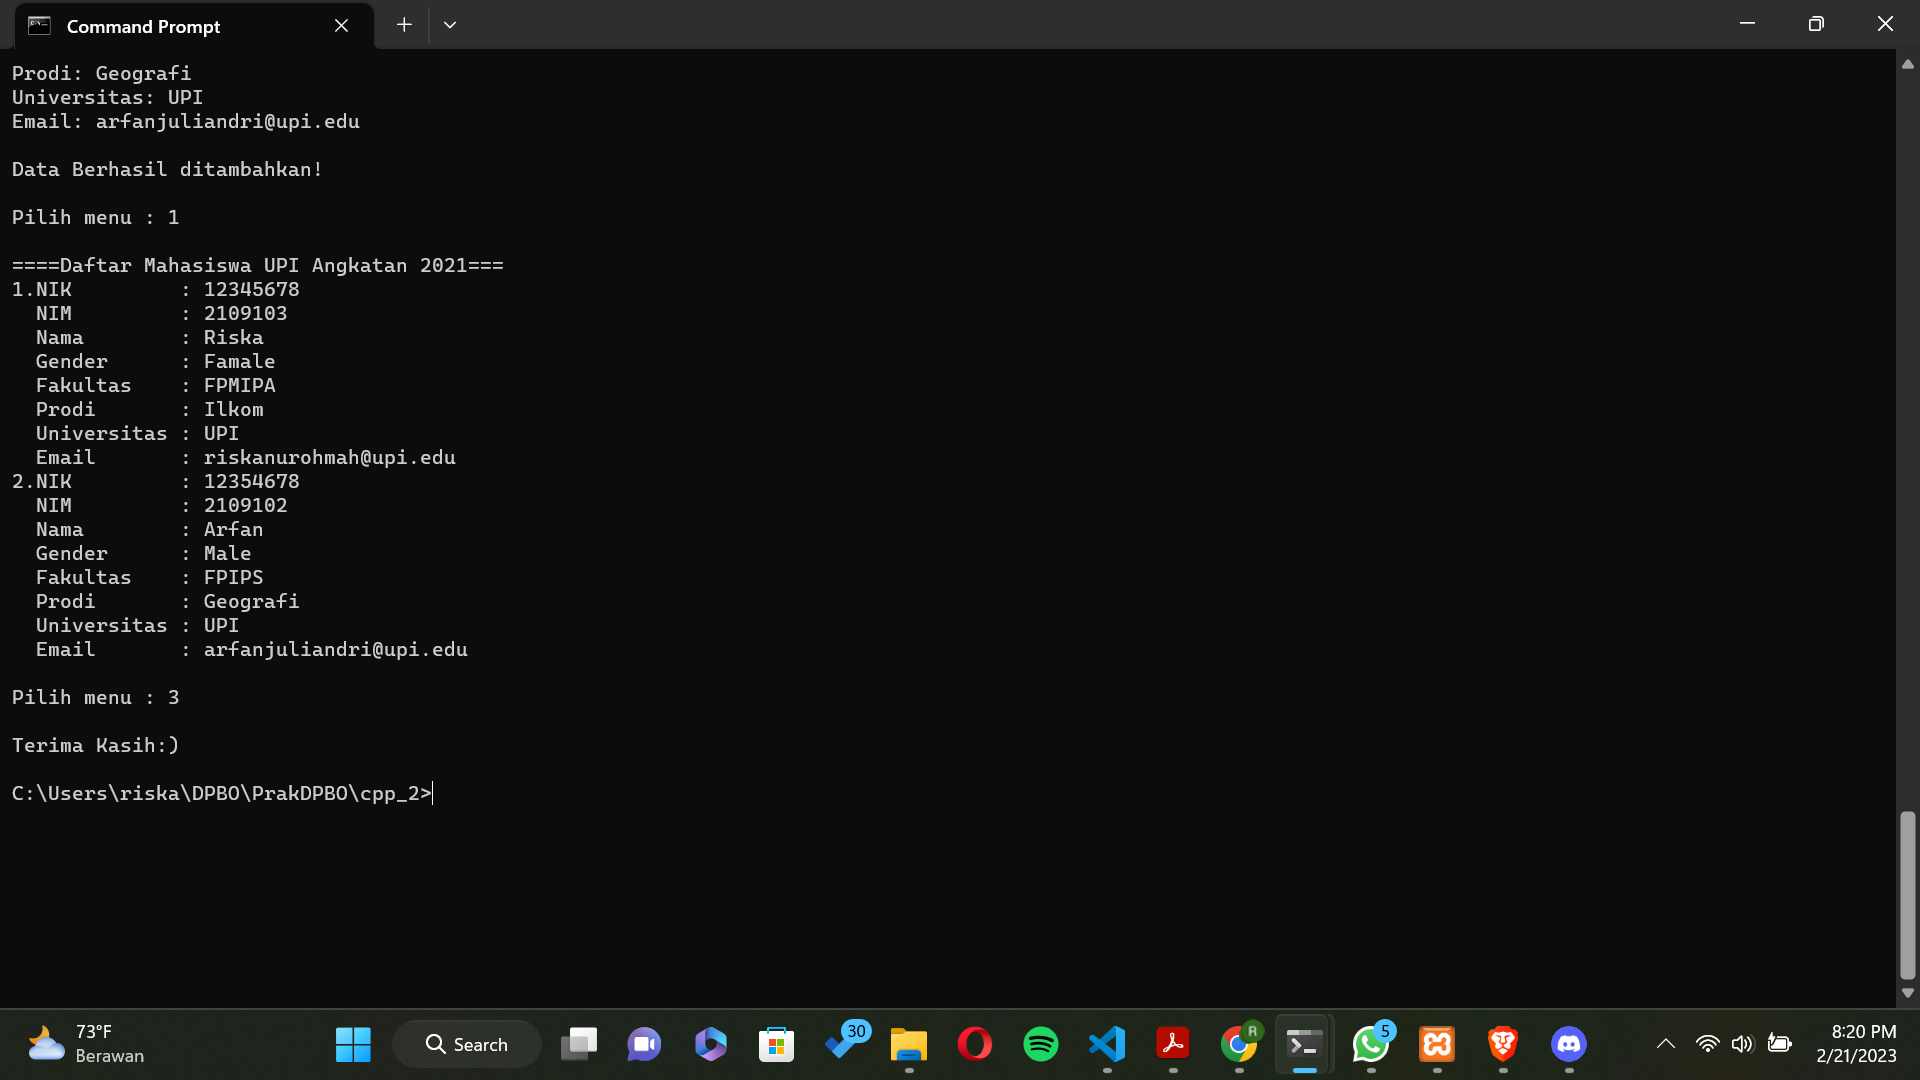 Command Prompt
Prodi: Geografi
Universitas: UPI
Email: arfanjuliandri@upi.edu
Data Berhasil ditambahkan!
Pilih menu : 1
====Daftar Mahasiswa UPI Angkatan 2021===
1.NIK         : 12345678
  NIM         : 2109103
  Nama        : Riska
  Gender      : Famale
  Fakultas    : FPMIPA
  Prodi       : Ilkom
  Universitas : UPI
  Email       : riskanurohmah@upi.edu
2.NIK         : 12354678
  NIM         : 2109102
  Nama        : Arfan
  Gender      : Male
  Fakultas    : FPIPS
  Prodi       : Geografi
  Universitas : UPI
  Email       : arfanjuliandri@upi.edu
Pilih menu : 3
Terima Kasih:)
C:\Users\riska\DPBO\PrakDPBO\cpp_2>
73°F
Berawan
Search
30
R
5
8:20 PM
2/21/2023